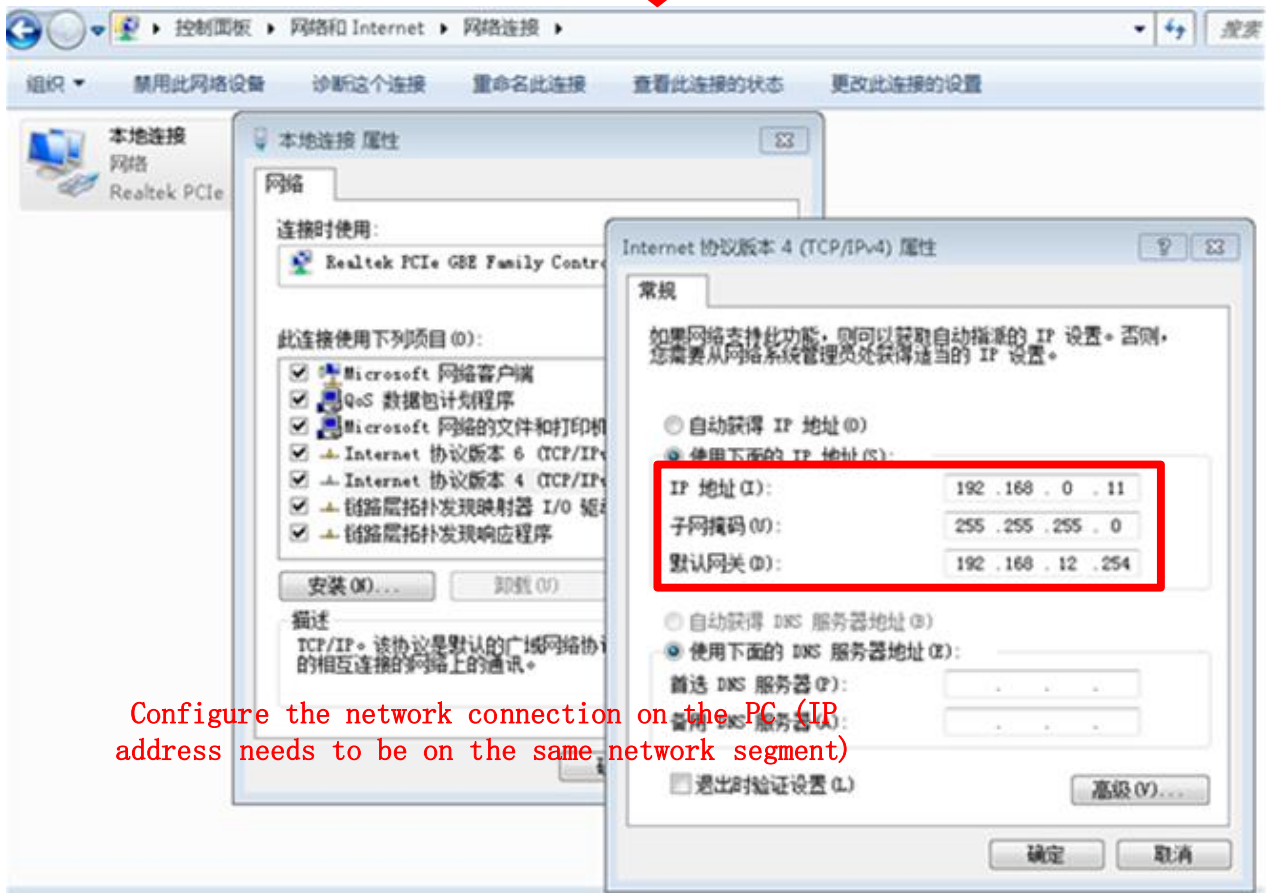 控制面板 ▸ 网络和 Internet ▸ 网络连接 ▸
搜索
组织 禁用此网络设备 诊断这个连接 重命名此连接 查看此连接的状态 更改此连接的设置
本地连接
网络
Realtek PCIe
本地连接 属性
网络
连接时使用:
Realtek PCIe GBE Family Contro
此连接使用下列项目(O):
Microsoft 网络客户端
QoS 数据包计划程序
Microsoft 网络的文件和打印机
Internet 协议版本 6 (TCP/IPv
Internet 协议版本 4 (TCP/IPv
链路层拓扑发现映射器 I/O 驱动
链路层拓扑发现响应程序
安装(N)... 卸载(U)
描述
TCP/IP。该协议是默认的广域网络协议
的相互连接的网络上的通讯。
Internet 协议版本 4 (TCP/IPv4) 属性
常规
如果网络支持此功能，则可以获取自动指派的 IP 设置。否则，
您需要从网络系统管理员处获得适当的 IP 设置。
自动获得 IP 地址(O)
使用下面的 IP 地址(S):
IP 地址(I): 192 .168 . 0 . 11
子网掩码(U): 255 .255 .255 . 0
默认网关(D): 192 .168 . 12 .254
自动获得 DNS 服务器地址(B)
使用下面的 DNS 服务器地址(E):
首选 DNS 服务器(P):
备用 DNS 服务器(A):
退出时验证设置(L)
高级(V)...
确定 取消
Configure the network connection on the PC (IP
address needs to be on the same network segment)